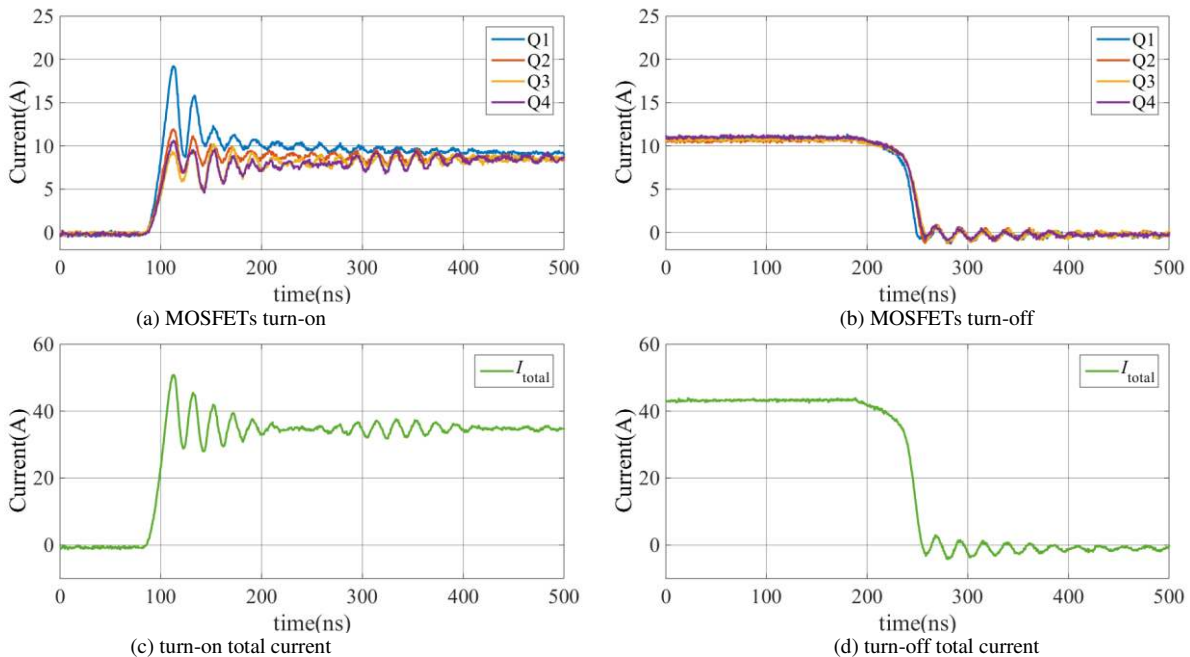 25
20
15
10
5
0
Current(A)
Q1
Q2
Q3
Q4
0 100 200 300 400 500
time(ns)
(a) MOSFETs turn-on
25
20
15
10
5
0
Current(A)
Q1
Q2
Q3
Q4
0 100 200 300 400 500
time(ns)
(b) MOSFETs turn-off
60
40
20
0
Current(A)
I_total
0 100 200 300 400 500
time(ns)
(c) turn-on total current
60
40
20
0
Current(A)
I_total
0 100 200 300 400 500
time(ns)
(d) turn-off total current